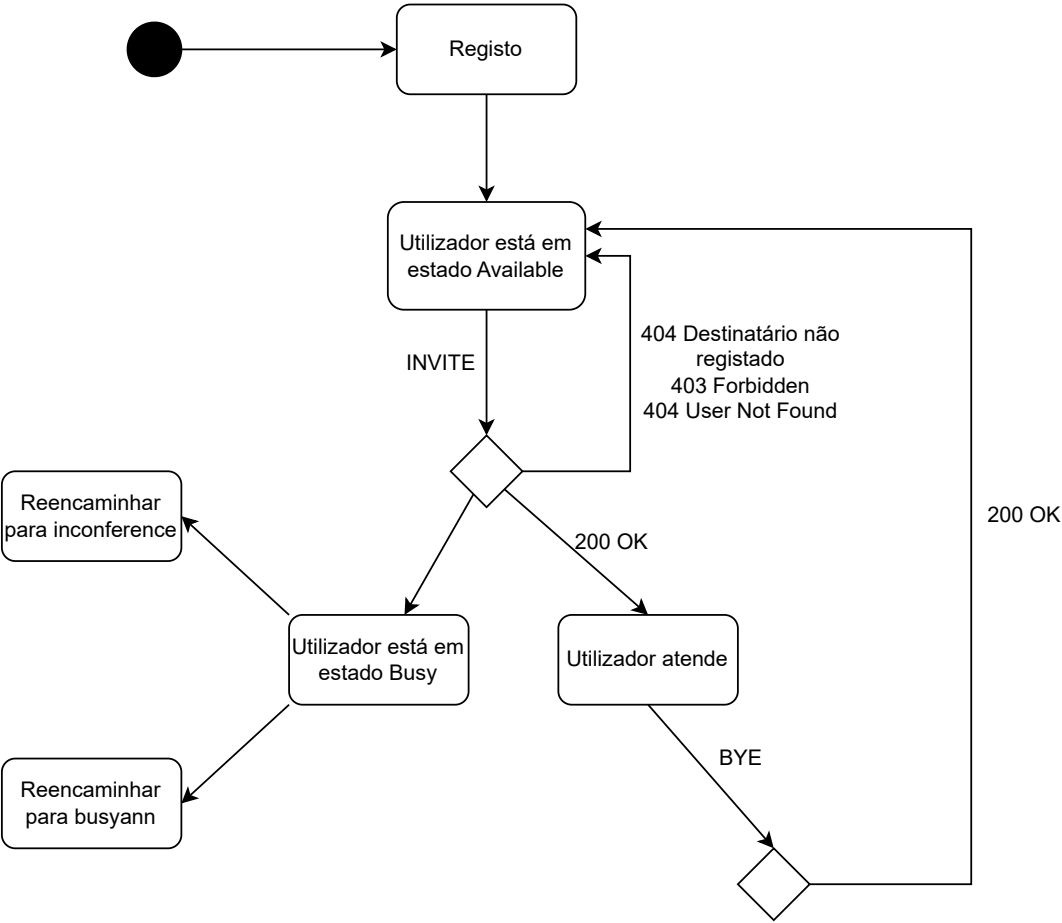 Registo
Utilizador está em
estado Available
INVITE
404 Destinatário não
registado
403 Forbidden
404 User Not Found
Reencaminhar
para inconference
200 OK
200 OK
Utilizador está em
estado Busy
Utilizador atende
BYE
Reencaminhar
para busyann